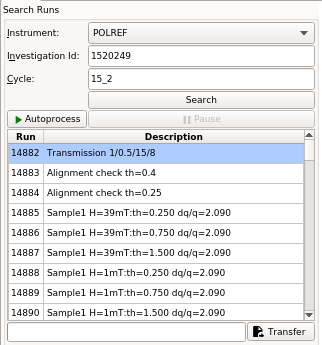 Search Runs
Instrument: POLREF
Investigation Id: 1520249
Cycle: 15_2
Search
Autoprocess Pause
Run Description
14882 Transmission 1/0.5/15/8
14883 Alignment check th=0.4
14884 Alignment check th=0.25
14885 Sample1 H=39mT:th=0.250 dq/q=2.090
14886 Sample1 H=39mT:th=0.750 dq/q=2.090
14887 Sample1 H=39mT:th=1.500 dq/q=2.090
14888 Sample1 H=1mT:th=0.250 dq/q=2.090
14889 Sample1 H=1mT:th=0.750 dq/q=2.090
14890 Sample1 H=1mT:th=1.500 dq/q=2.090
Transfer